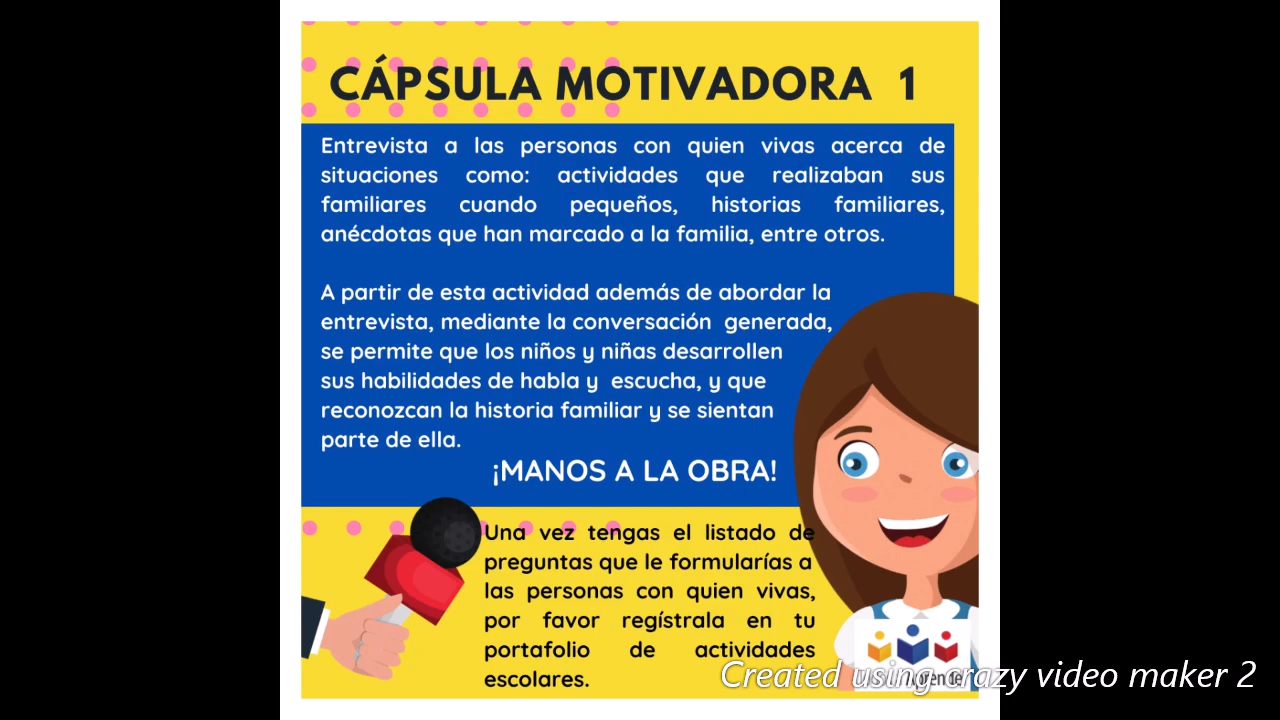 CÁPSULA MOTIVADORA 1
Entrevista a las personas con quien vivas acerca de
situaciones como: actividades que realizaban sus
familiares cuando pequeños, historias familiares,
anécdotas que han marcado a la familia, entre otros.
A partir de esta actividad además de abordar la
entrevista, mediante la conversación generada,
se permite que los niños y niñas desarrollen
sus habilidades de habla y escucha, y que
reconozcan la historia familiar y se sientan
parte de ella.
¡MANOS A LA OBRA!
Una vez tengas el listado de
preguntas que le formularías a
las personas con quien vivas,
por favor regístrala en tu
portafolio de actividades
escolares.
Aprende
Created using crazy video maker 2